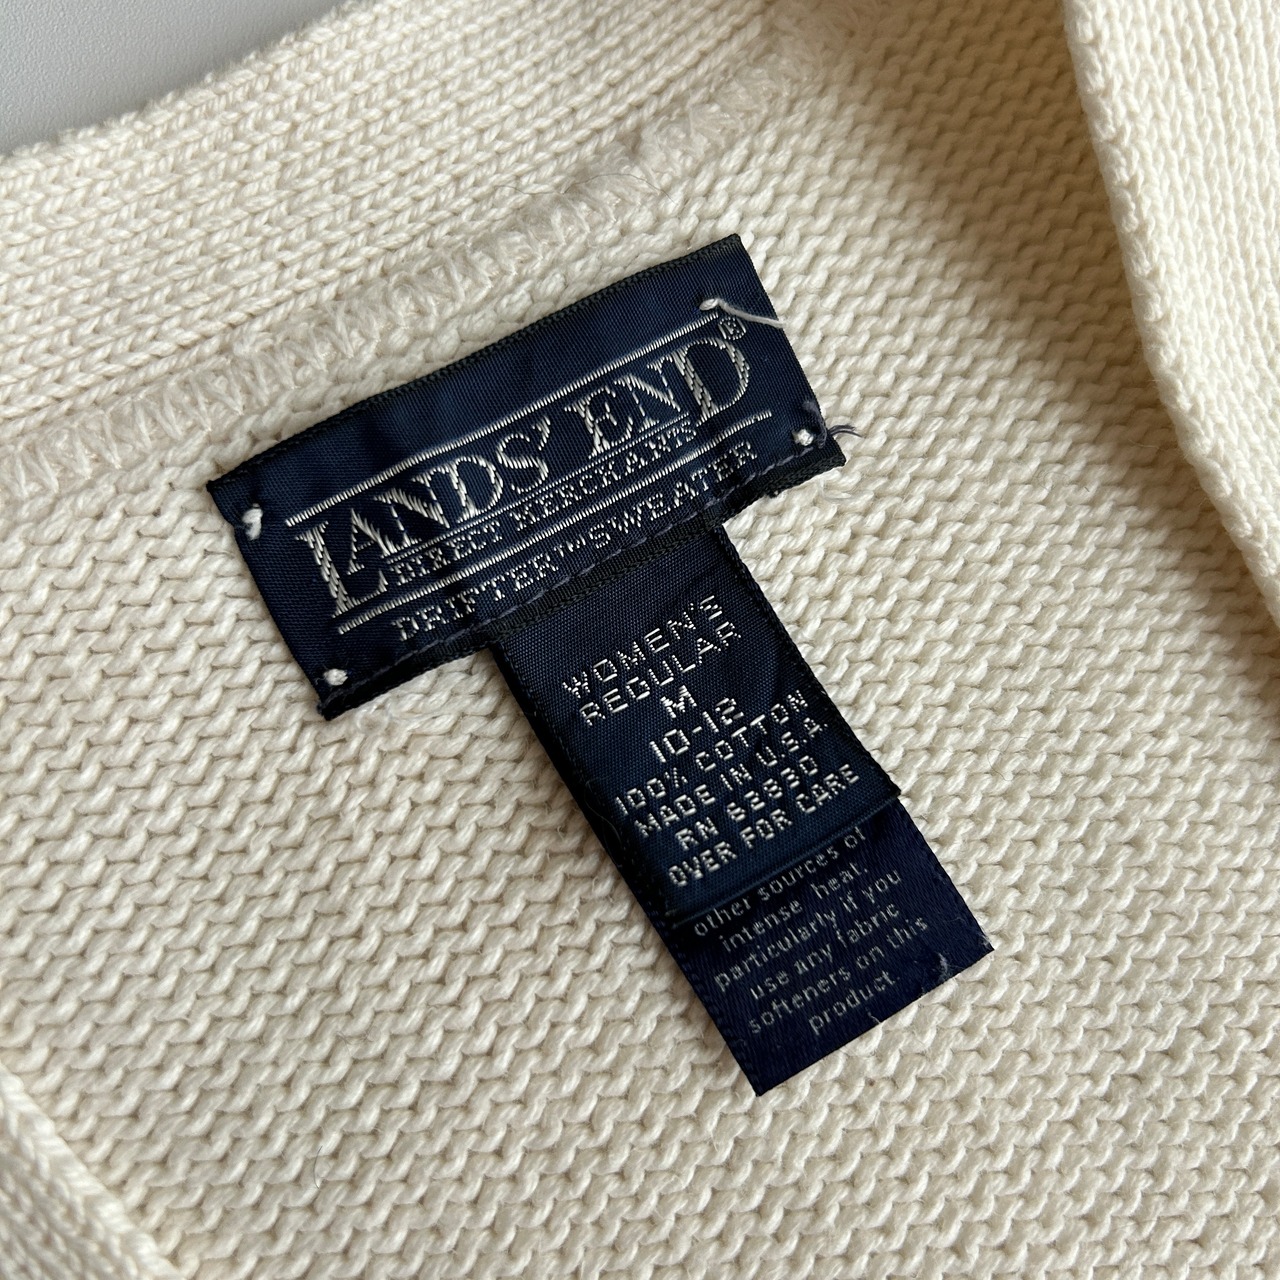 LANDS' END®
DIRECT MERCHANTS
DRIFTER™ SWEATER
WOMEN'S
REGULAR
M
10-12
100% COTTON
MADE IN U.S.A.
RN 62830
OVER FOR CARE
other sources of
intense heat,
particularly if you
use any fabric
softeners on this
product.